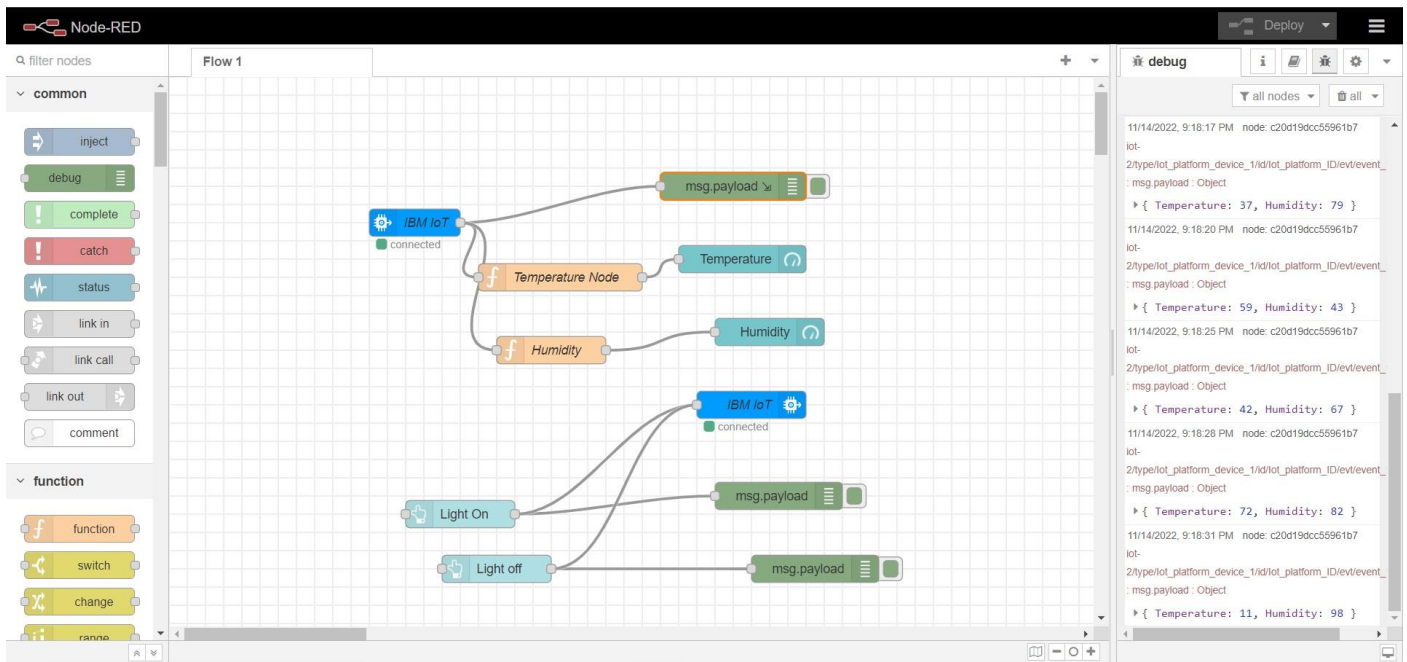 Node-RED
Deploy
filter nodes
common
inject
debug
complete
catch
status
link in
link call
link out
comment
function
function
switch
change
range
Flow 1
IBM IoT
connected
msg.payload
Temperature Node
Temperature
Humidity
Humidity
IBM IoT
connected
Light On
msg.payload
Light off
msg.payload
debug
i
all nodes
all
11/14/2022, 9:18:17 PM node: c20d19dcc55961b7
iot-
2/type/Iot_platform_device_1/id/Iot_platform_ID/evt/event_
: msg.payload : Object
{ Temperature: 37, Humidity: 79 }
11/14/2022, 9:18:20 PM node: c20d19dcc55961b7
iot-
2/type/Iot_platform_device_1/id/Iot_platform_ID/evt/event_
: msg.payload : Object
{ Temperature: 59, Humidity: 43 }
11/14/2022, 9:18:25 PM node: c20d19dcc55961b7
iot-
2/type/Iot_platform_device_1/id/Iot_platform_ID/evt/event_
: msg.payload : Object
{ Temperature: 42, Humidity: 67 }
11/14/2022, 9:18:28 PM node: c20d19dcc55961b7
iot-
2/type/Iot_platform_device_1/id/Iot_platform_ID/evt/event_
: msg.payload : Object
{ Temperature: 72, Humidity: 82 }
11/14/2022, 9:18:31 PM node: c20d19dcc55961b7
iot-
2/type/Iot_platform_device_1/id/Iot_platform_ID/evt/event_
: msg.payload : Object
{ Temperature: 11, Humidity: 98 }